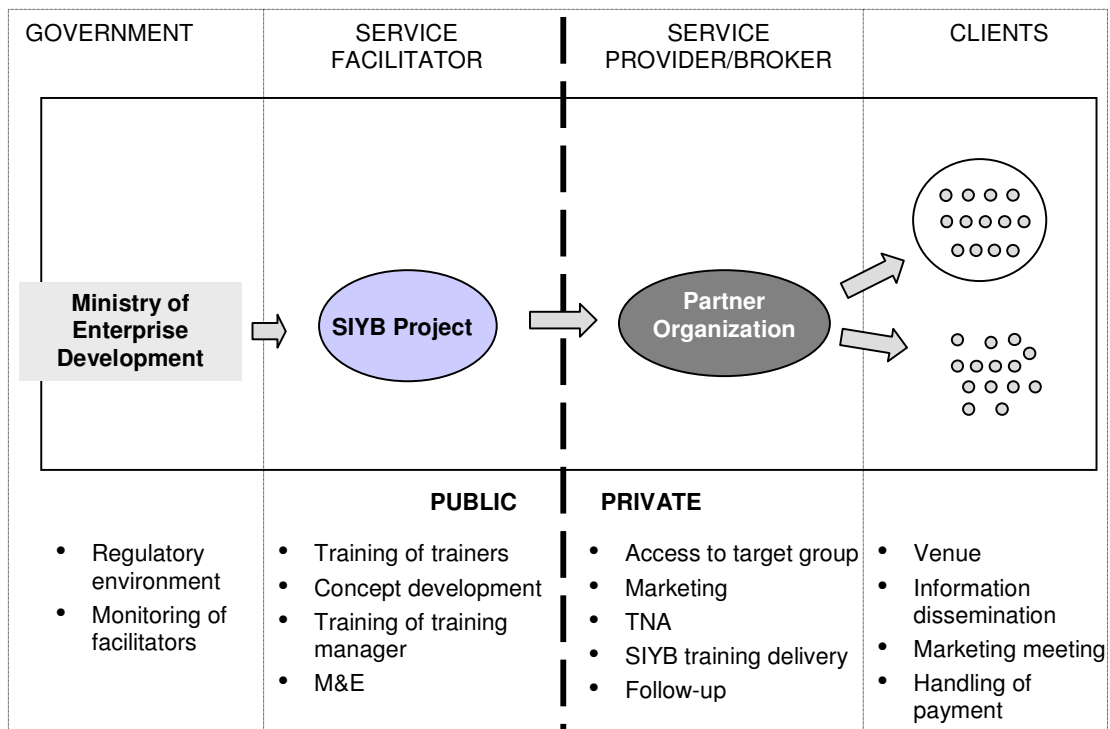 GOVERNMENT
SERVICE
FACILITATOR
SERVICE
PROVIDER/BROKER
CLIENTS
Ministry of
Enterprise
Development
SIYB Project
Partner
Organization
PUBLIC
PRIVATE
• Regulatory
environment
• Monitoring of
facilitators
• Training of trainers
• Concept development
• Training of training
manager
• M&E
• Access to target group
• Marketing
• TNA
• SIYB training delivery
• Follow-up
• Venue
• Information
dissemination
• Marketing meeting
• Handling of
payment